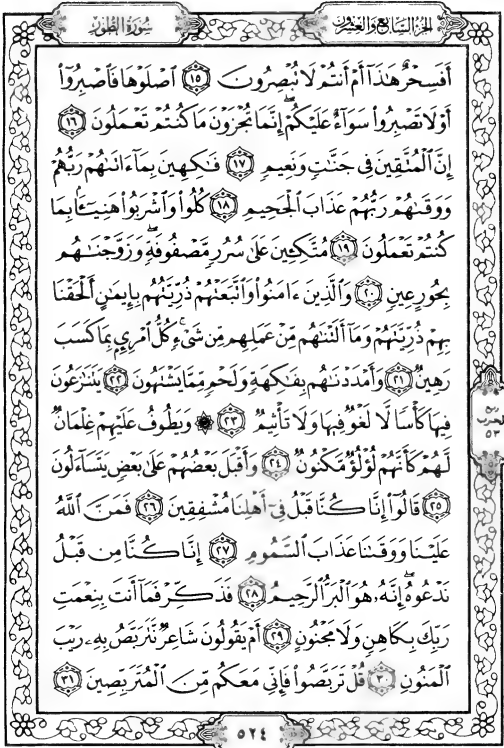 الجزء السابع والعشرون
سورة الطور
أَفَسِحْرٌ هَٰذَآ أَمْ أَنتُمْ لَا تُبْصِرُونَ ١٥ ٱصْلَوْهَا فَٱصْبِرُوٓا۟
أَوْ لَا تَصْبِرُوا۟ سَوَآءٌ عَلَيْكُمْ ۖ إِنَّمَا تُجْزَوْنَ مَا كُنتُمْ تَعْمَلُونَ ١٦
إِنَّ ٱلْمُتَّقِينَ فِى جَنَّٰتٍ وَنَعِيمٍ ١٧ فَٰكِهِينَ بِمَآ ءَاتَىٰهُمْ رَبُّهُمْ
وَوَقَىٰهُمْ رَبُّهُمْ عَذَابَ ٱلْجَحِيمِ ١٨ كُلُوا۟ وَٱشْرَبُوا۟ هَنِيٓـًٔۢا بِمَا
كُنتُمْ تَعْمَلُونَ ١٩ مُتَّكِـِٔينَ عَلَىٰ سُرُرٍ مَّصْفُوفَةٍ ۖ وَزَوَّجْنَٰهُم
بِحُورٍ عِينٍ ٢٠ وَٱلَّذِينَ ءَامَنُوا۟ وَٱتَّبَعَتْهُمْ ذُرِّيَّتُهُم بِإِيمَٰنٍ أَلْحَقْنَا
بِهِمْ ذُرِّيَّتَهُمْ وَمَآ أَلَتْنَٰهُم مِّنْ عَمَلِهِم مِّن شَىْءٍ ۚ كُلُّ ٱمْرِئٍۭ بِمَا كَسَبَ
رَهِينٌ ٢١ وَأَمْدَدْنَٰهُم بِفَٰكِهَةٍ وَلَحْمٍ مِّمَّا يَشْتَهُونَ ٢٢ يَتَنَٰزَعُونَ
فِيهَا كَأْسًا لَّا لَغْوٌ فِيهَا وَلَا تَأْثِيمٌ ٢٣ ۞ وَيَطُوفُ عَلَيْهِمْ غِلْمَانٌ
لَّهُمْ كَأَنَّهُمْ لُؤْلُؤٌ مَّكْنُونٌ ٢٤ وَأَقْبَلَ بَعْضُهُمْ عَلَىٰ بَعْضٍ يَتَسَآءَلُونَ
٢٥ قَالُوٓا۟ إِنَّا كُنَّا قَبْلُ فِىٓ أَهْلِنَا مُشْفِقِينَ ٢٦ فَمَنَّ ٱللَّهُ
عَلَيْنَا وَوَقَىٰنَا عَذَابَ ٱلسَّمُومِ ٢٧ إِنَّا كُنَّا مِن قَبْلُ
نَدْعُوهُ ۖ إِنَّهُۥ هُوَ ٱلْبَرُّ ٱلرَّحِيمُ ٢٨ فَذَكِّرْ فَمَآ أَنتَ بِنِعْمَتِ
رَبِّكَ بِكَاهِنٍ وَلَا مَجْنُونٍ ٢٩ أَمْ يَقُولُونَ شَاعِرٌ نَّتَرَبَّصُ بِهِۦ رَيْبَ
ٱلْمَنُونِ ٣٠ قُلْ تَرَبَّصُوا۟ فَإِنِّى مَعَكُم مِّنَ ٱلْمُتَرَبِّصِينَ ٣١
الحزب
٥٣
٥٢٤